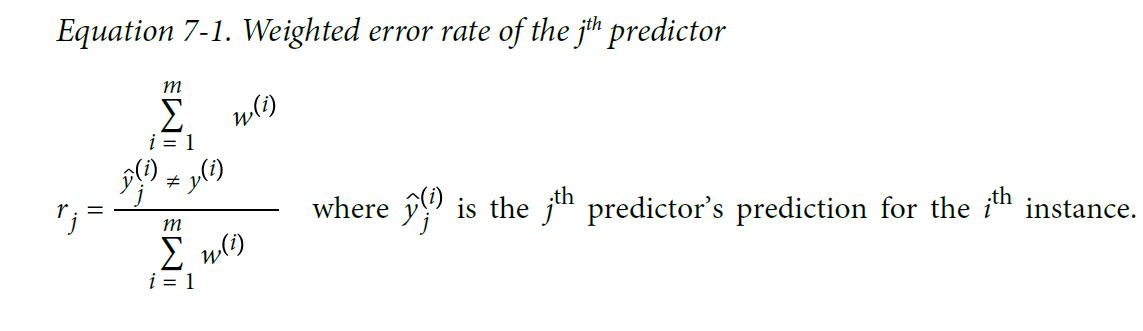 Equation 7-1. Weighted error rate of the jth predictor
m
∑ w(i)
i = 1
ŷj(i) ≠ y(i)
rj = where ŷj(i) is the jth predictor’s prediction for the ith instance.
m
∑ w(i)
i = 1